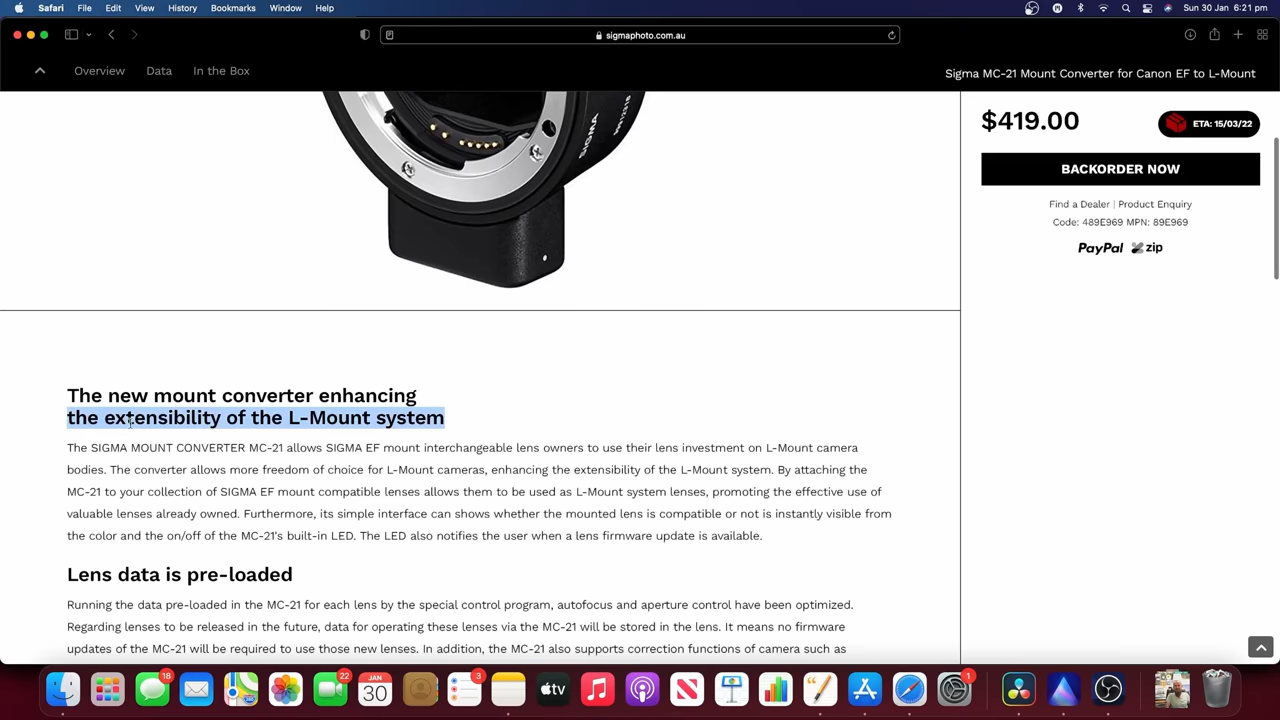 Safari File Edit View History Bookmarks Window Help Sun 30 Jan 6:21 pm
sigmaphoto.com.au
Overview Data In the Box Sigma MC-21 Mount Converter for Canon EF to L-Mount
SIGMA
$419.00 ETA: 15/03/22
BACKORDER NOW
Find a Dealer | Product Enquiry
Code: 489E969 MPN: 89E969
PayPal zip
The new mount converter enhancing
the extensibility of the L-Mount system
The SIGMA MOUNT CONVERTER MC-21 allows SIGMA EF mount interchangeable lens owners to use their lens investment on L-Mount camera
bodies. The converter allows more freedom of choice for L-Mount cameras, enhancing the extensibility of the L-Mount system. By attaching the
MC-21 to your collection of SIGMA EF mount compatible lenses allows them to be used as L-Mount system lenses, promoting the effective use of
valuable lenses already owned. Furthermore, its simple interface can shows whether the mounted lens is compatible or not is instantly visible from
the color and the on/off of the MC-21's built-in LED. The LED also notifies the user when a lens firmware update is available.
Lens data is pre-loaded
Running the data pre-loaded in the MC-21 for each lens by the special control program, autofocus and aperture control have been optimized.
Regarding lenses to be released in the future, data for operating these lenses via the MC-21 will be stored in the lens. It means no firmware
updates of the MC-21 will be required to use those new lenses. In addition, the MC-21 also supports correction functions of camera such as
18 22 JAN 30 3 tv 1